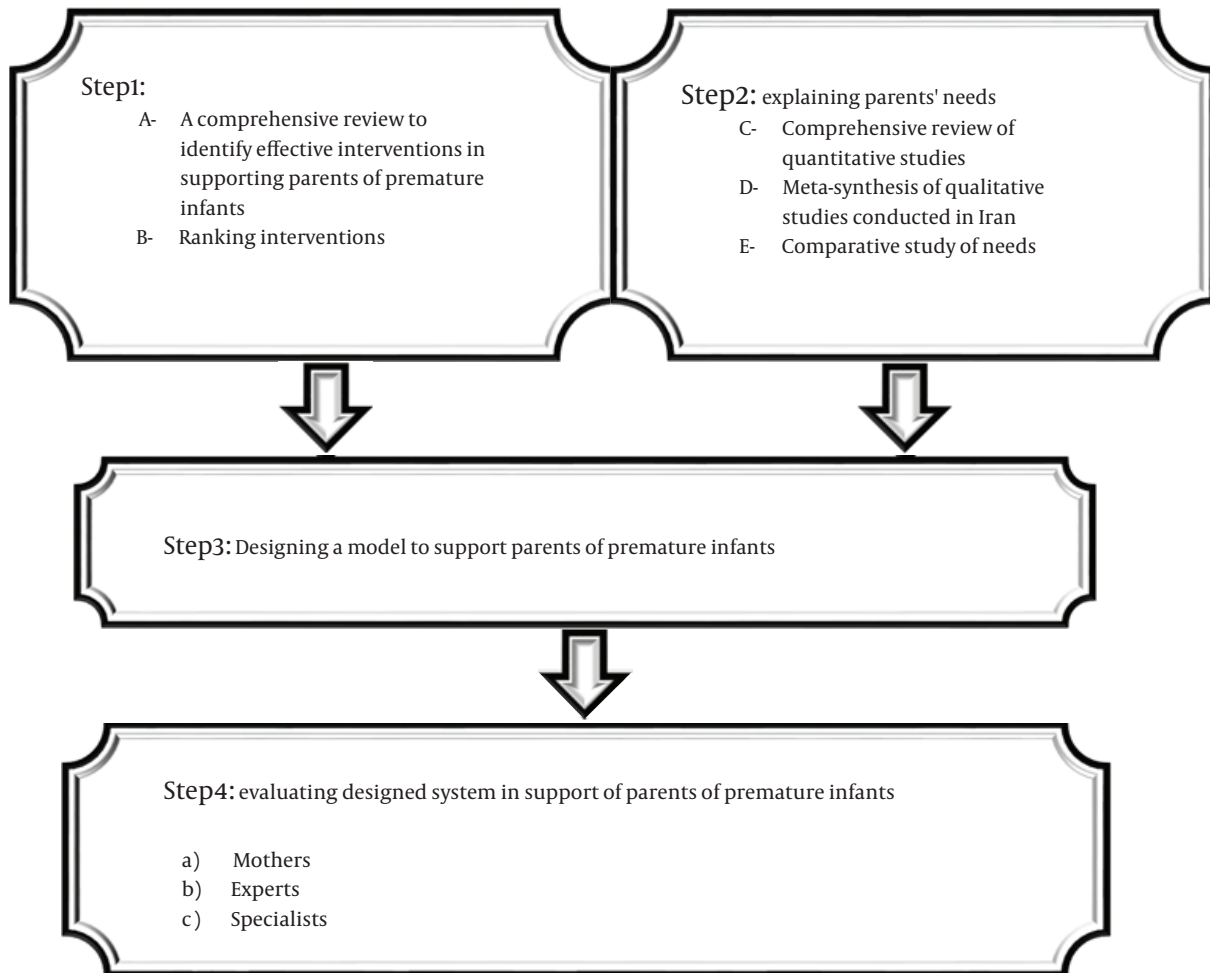 Step1:
A- A comprehensive review to
identify effective interventions in
supporting parents of premature
infants
B- Ranking interventions
Step2: explaining parents' needs
C- Comprehensive review of
quantitative studies
D- Meta-synthesis of qualitative
studies conducted in Iran
E- Comparative study of needs
Step3: Designing a model to support parents of premature infants
Step4: evaluating designed system in support of parents of premature infants
a) Mothers
b) Experts
c) Specialists